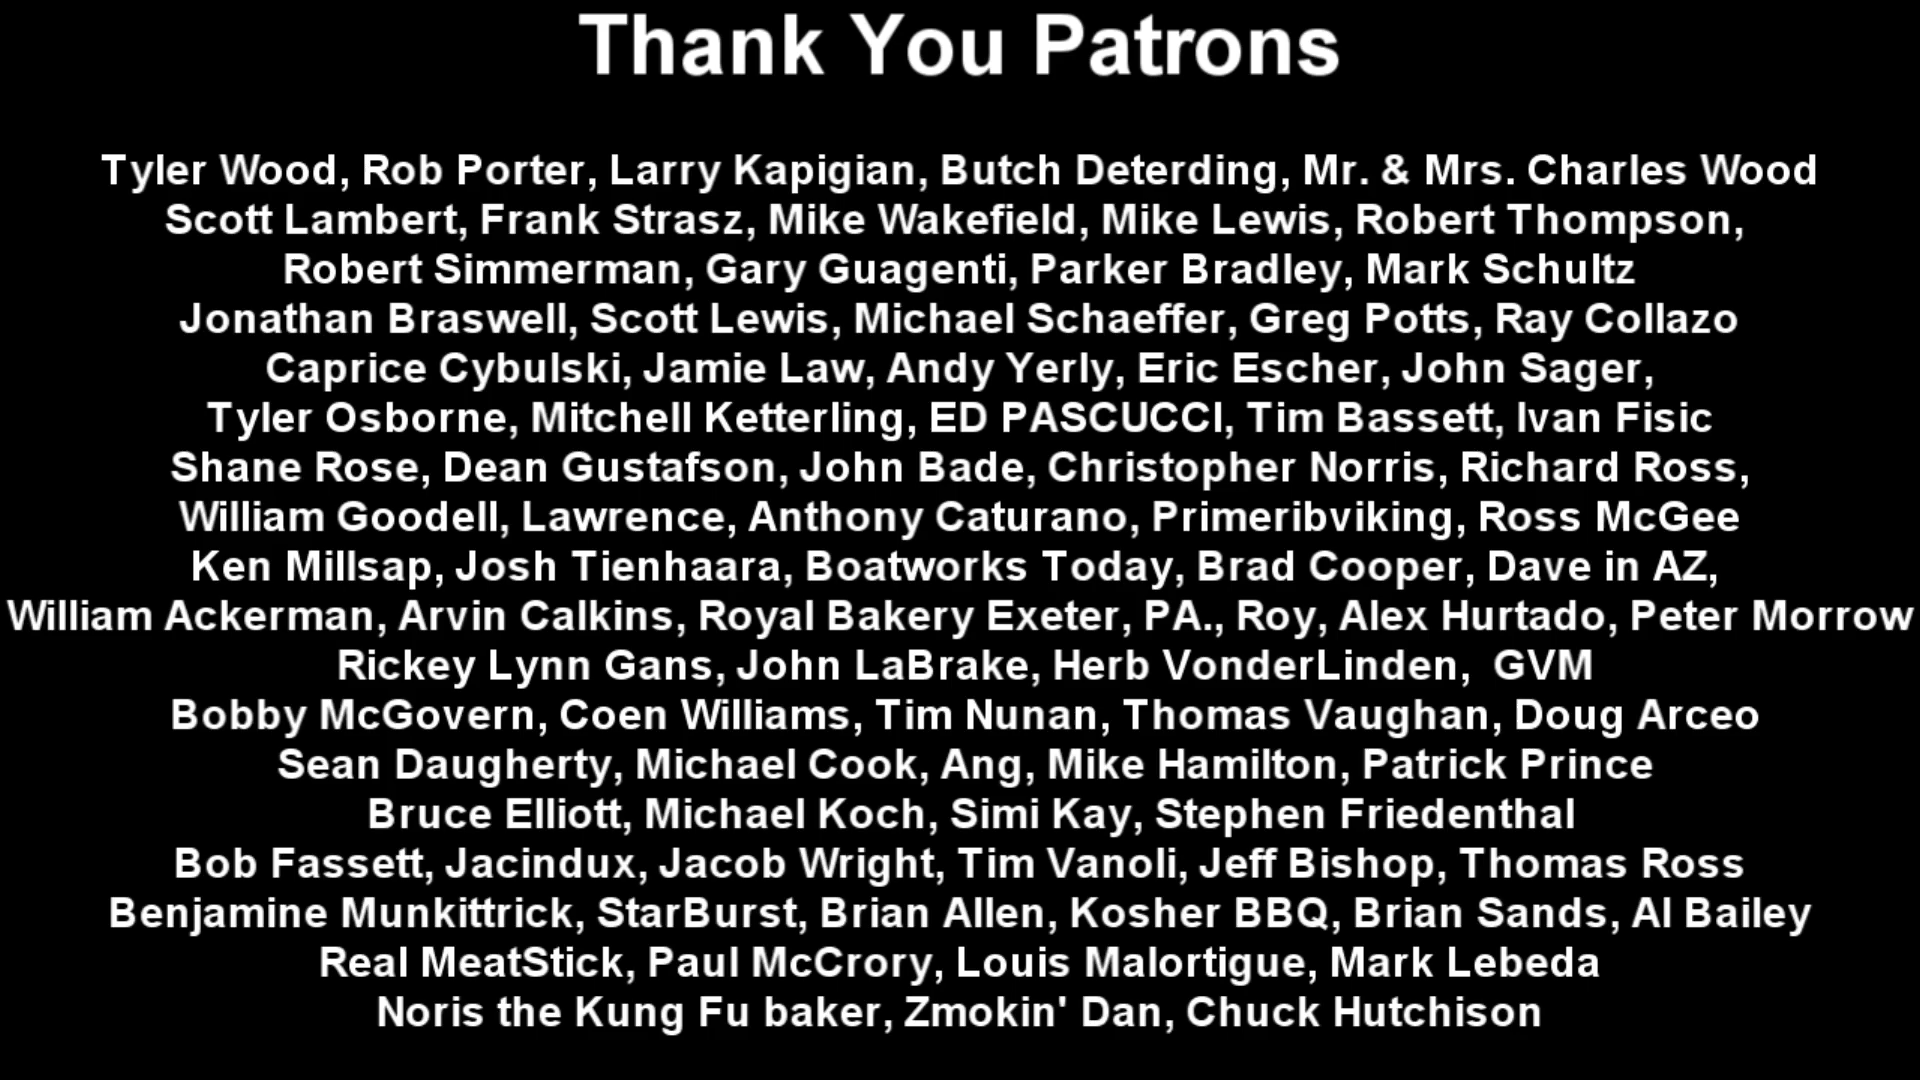 Thank You Patrons
Tyler Wood, Rob Porter, Larry Kapigian, Butch Deterding, Mr. & Mrs. Charles Wood
Scott Lambert, Frank Strasz, Mike Wakefield, Mike Lewis, Robert Thompson,
Robert Simmerman, Gary Guagenti, Parker Bradley, Mark Schultz
Jonathan Braswell, Scott Lewis, Michael Schaeffer, Greg Potts, Ray Collazo
Caprice Cybulski, Jamie Law, Andy Yerly, Eric Escher, John Sager,
Tyler Osborne, Mitchell Ketterling, ED PASCUCCI, Tim Bassett, Ivan Fisic
Shane Rose, Dean Gustafson, John Bade, Christopher Norris, Richard Ross,
William Goodell, Lawrence, Anthony Caturano, Primeribviking, Ross McGee
Ken Millsap, Josh Tienhaara, Boatworks Today, Brad Cooper, Dave in AZ,
William Ackerman, Arvin Calkins, Royal Bakery Exeter, PA., Roy, Alex Hurtado, Peter Morrow
Rickey Lynn Gans, John LaBrake, Herb VonderLinden,  GVM
Bobby McGovern, Coen Williams, Tim Nunan, Thomas Vaughan, Doug Arceo
Sean Daugherty, Michael Cook, Ang, Mike Hamilton, Patrick Prince
Bruce Elliott, Michael Koch, Simi Kay, Stephen Friedenthal
Bob Fassett, Jacindux, Jacob Wright, Tim Vanoli, Jeff Bishop, Thomas Ross
Benjamine Munkittrick, StarBurst, Brian Allen, Kosher BBQ, Brian Sands, Al Bailey
Real MeatStick, Paul McCrory, Louis Malortigue, Mark Lebeda
Noris the Kung Fu baker, Zmokin' Dan, Chuck Hutchison